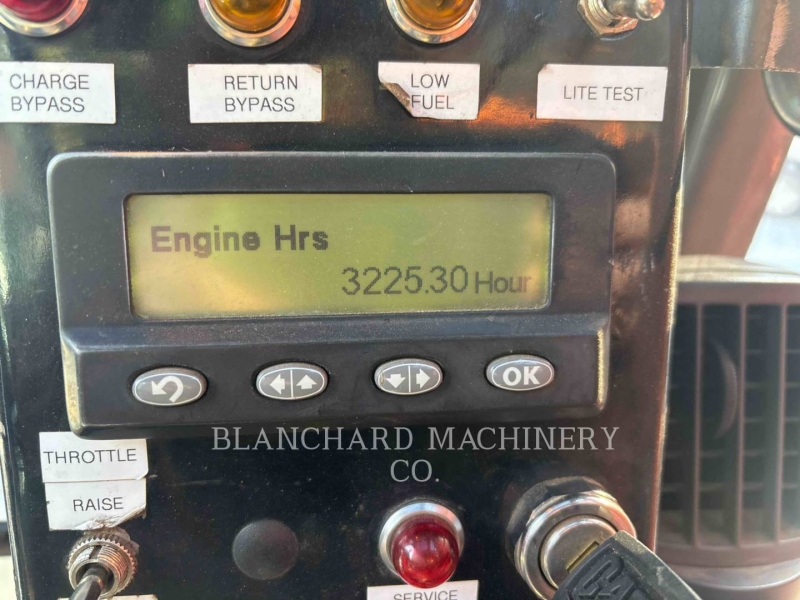 CHARGE
BYPASS
RETURN
BYPASS
LOW
FUEL
LITE TEST
Engine Hrs
3225.30 Hour
OK
BLANCHARD MACHINERY
CO.
THROTTLE
RAISE
SERVICE
CAT